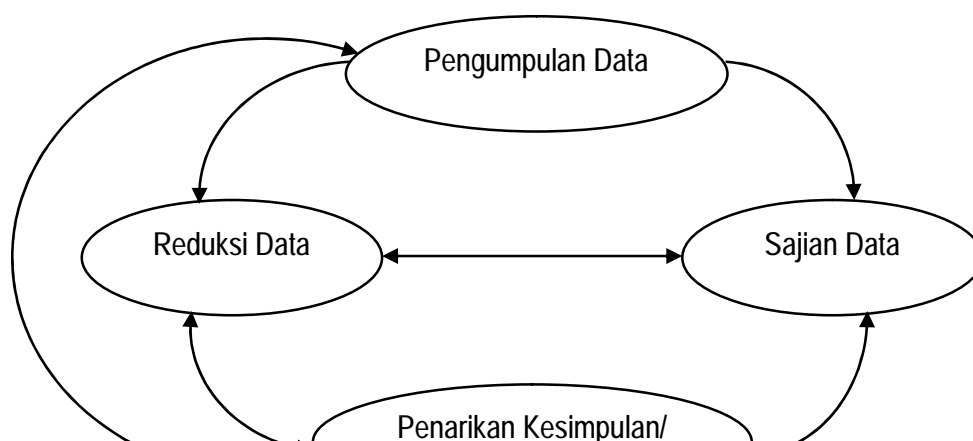 Pengumpulan Data
Reduksi Data
Sajian Data
Penarikan Kesimpulan/